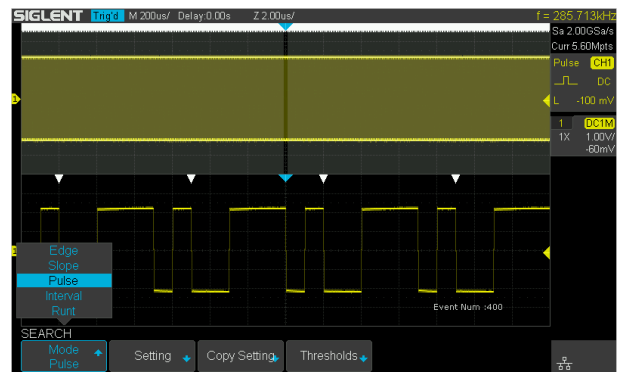 SIGLENT Trig'd M 200us/ Delay:0.00s Z 2.00us/ f = 285.713kHz
Sa 2.00GSa/s
Curr 5.60Mpts
Pulse CH1
DC
L -100 mV
1 DC1M
1X 1.00V/
-60mV
1
1
Edge
Slope
Pulse
Interval
Runt
Event Num :400
SEARCH
Mode
Pulse
Setting
Copy Setting
Thresholds